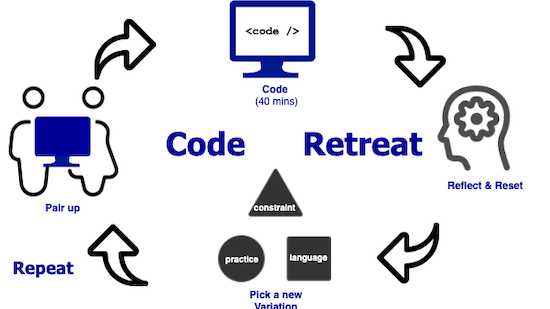 <code />
Code
(40 mins)
Code Retreat
Reflect & Reset
Pair up
constraint
practice
language
Repeat
Pick a new
Variation